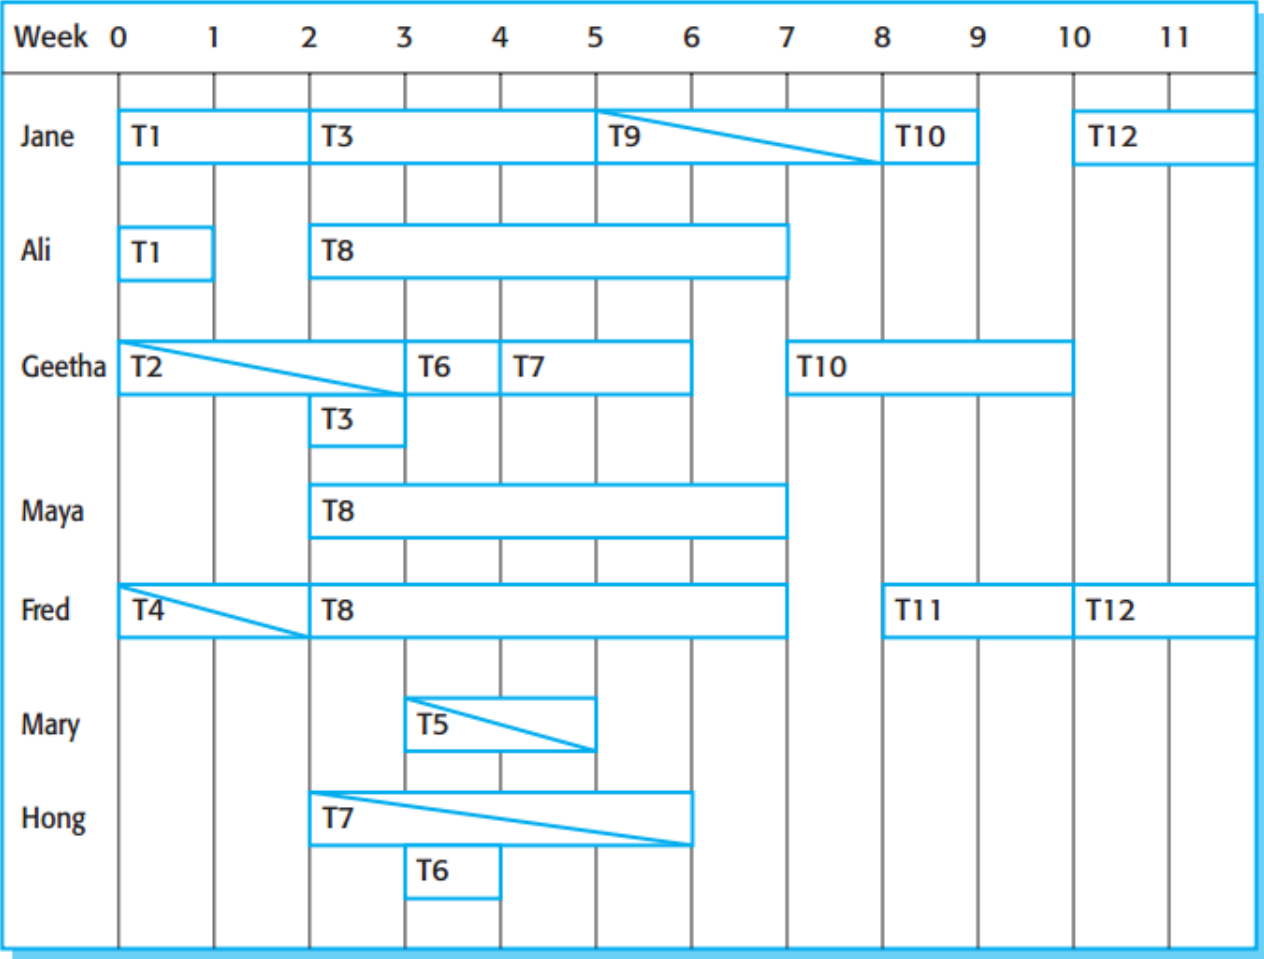 Week 0 1 2 3 4 5 6 7 8 9 10 11
Jane T1 T3 T9 T10 T12
Ali T1 T8
Geetha T2 T6 T7 T10
T3
Maya T8
Fred T4 T8 T11 T12
Mary T5
Hong T7
T6